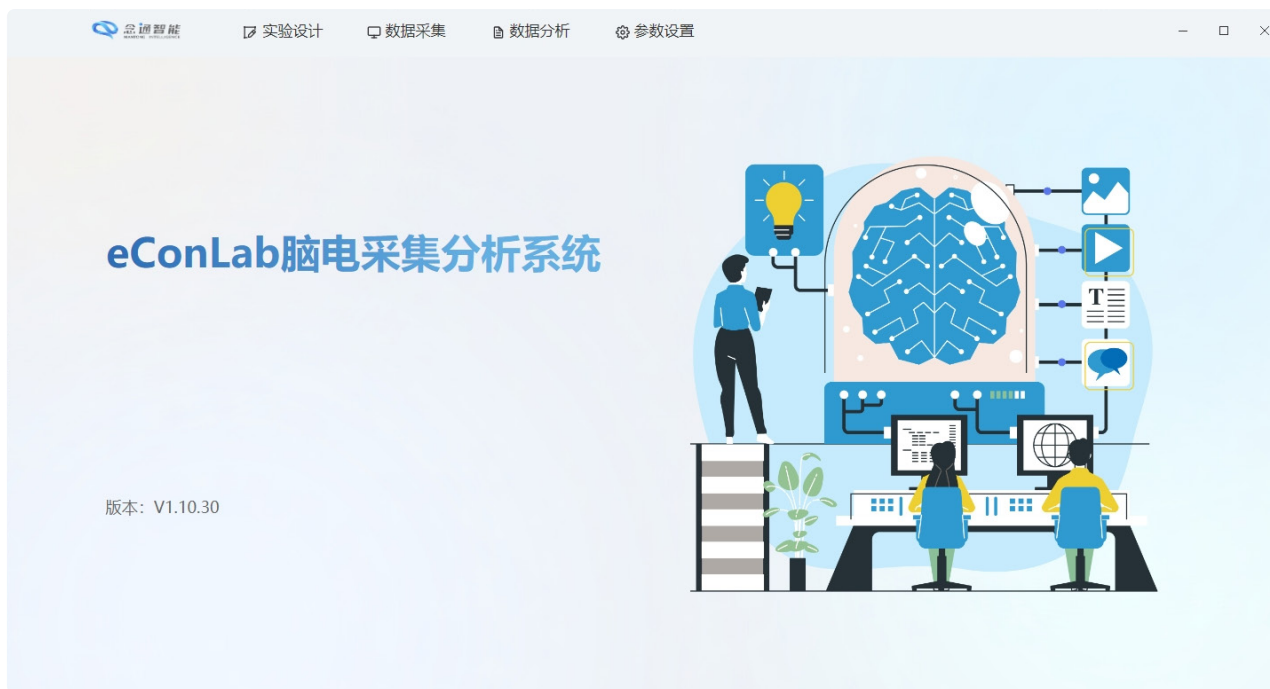 念通智能
实验设计
数据采集
数据分析
参数设置
eConLab脑电采集分析系统
T
版本：V1.10.30